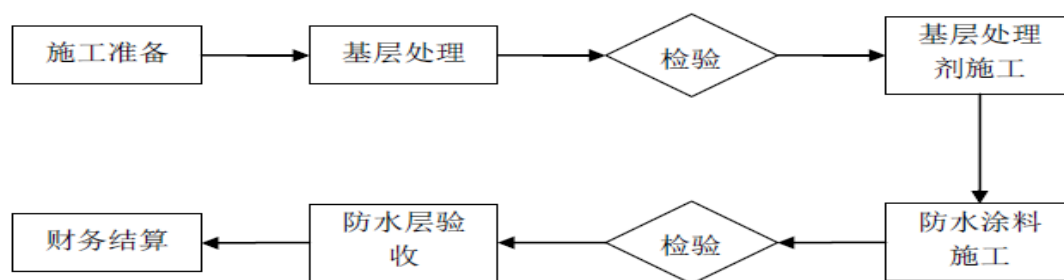 施工准备
基层处理
检验
基层处理
剂施工
财务结算
防水层验
收
检验
防水涂料
施工